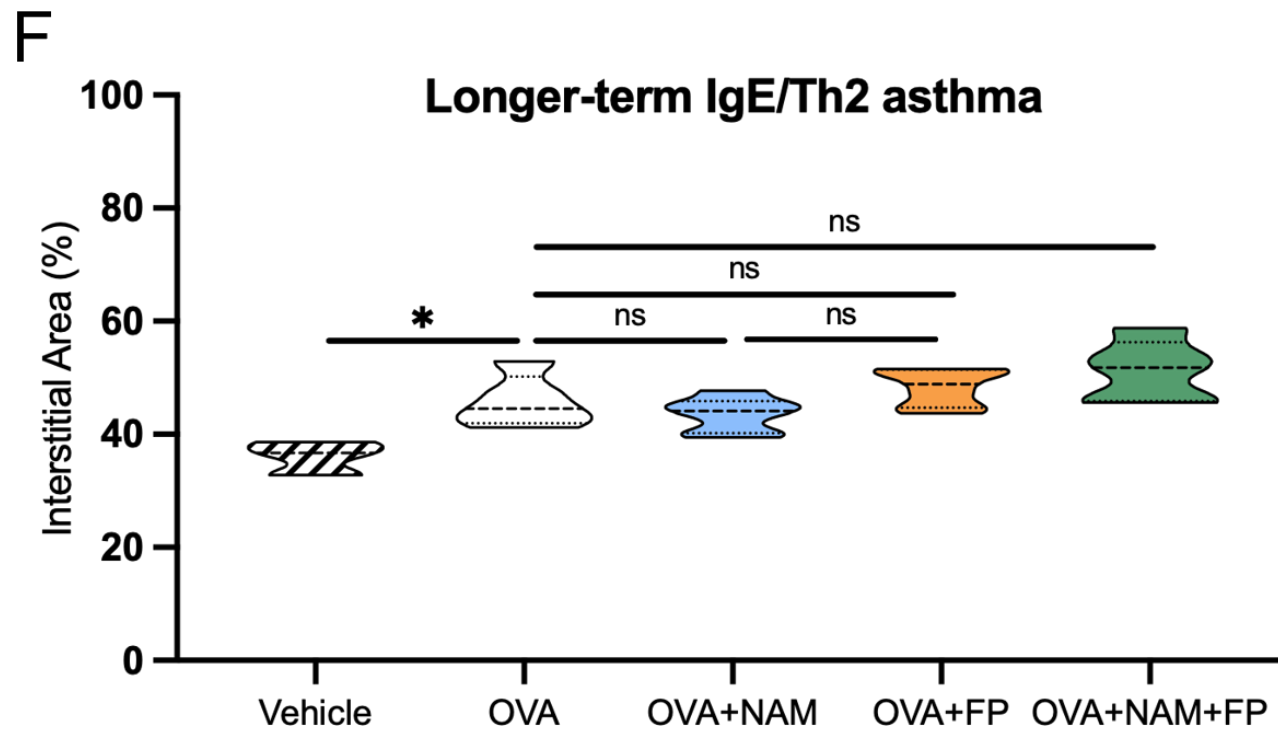 F
Longer-term IgE/Th2 asthma
Interstitial Area (%)
100
80
60
40
20
0
ns
ns
*
ns
ns
Vehicle
OVA
OVA+NAM
OVA+FP
OVA+NAM+FP